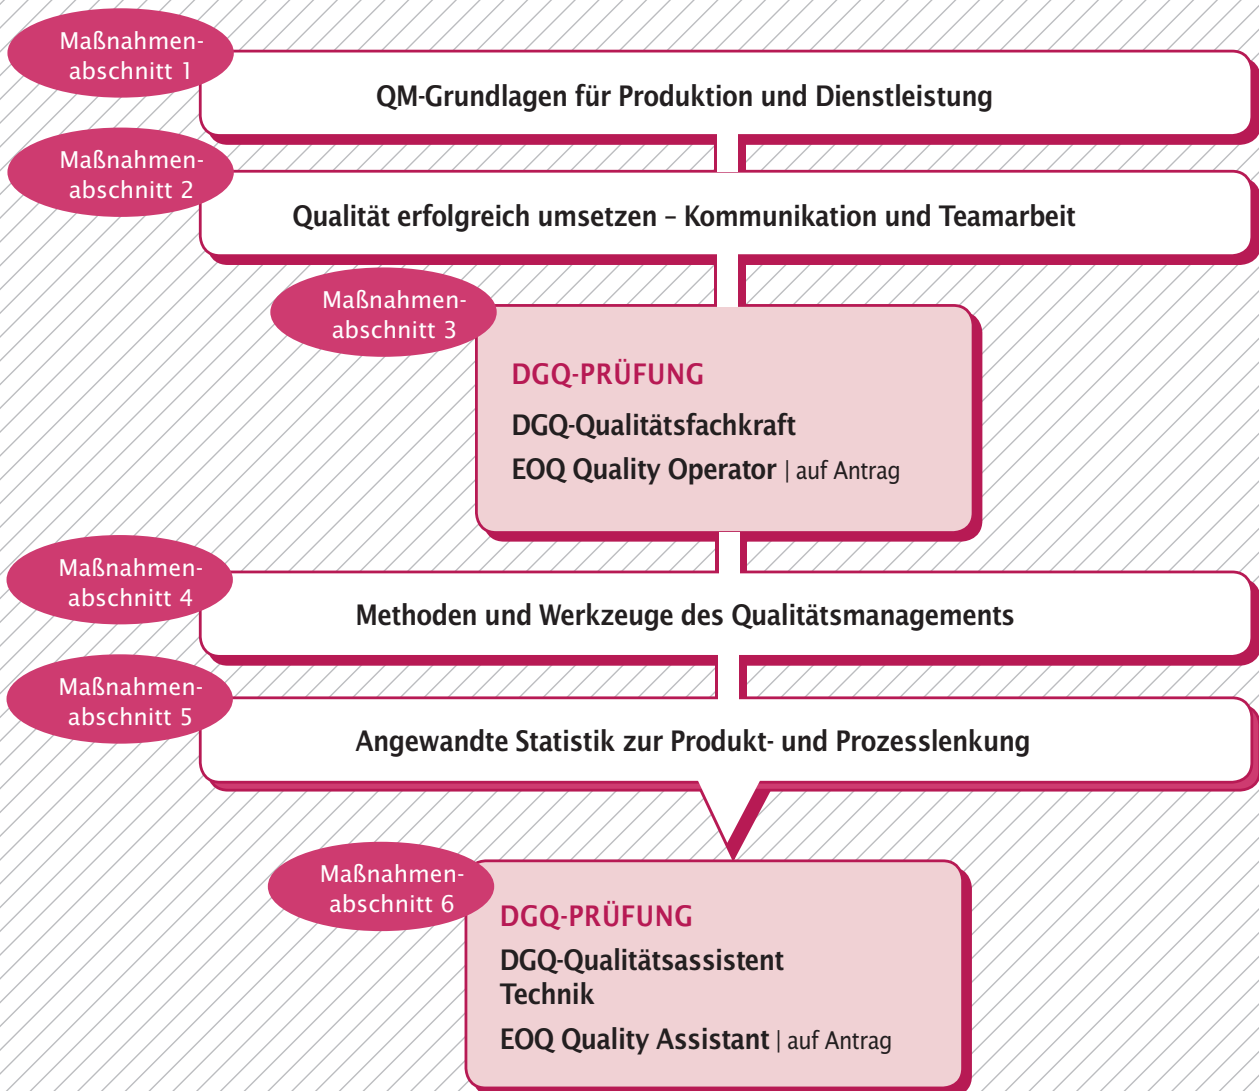 Maßnahmen-
abschnitt 1
QM-Grundlagen für Produktion und Dienstleistung
Maßnahmen-
abschnitt 2
Qualität erfolgreich umsetzen – Kommunikation und Teamarbeit
Maßnahmen-
abschnitt 3
DGQ-PRÜFUNG
DGQ-Qualitätsfachkraft
EOQ Quality Operator | auf Antrag
Maßnahmen-
abschnitt 4
Methoden und Werkzeuge des Qualitätsmanagements
Maßnahmen-
abschnitt 5
Angewandte Statistik zur Produkt- und Prozesslenkung
Maßnahmen-
abschnitt 6
DGQ-PRÜFUNG
DGQ-Qualitätsassistent
Technik
EOQ Quality Assistant | auf Antrag